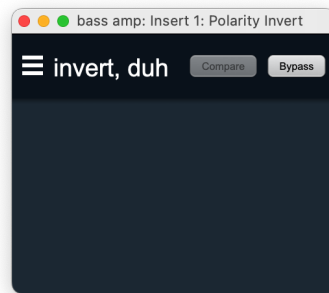 bass amp: Insert 1: Polarity Invert
invert, duh Compare Bypass